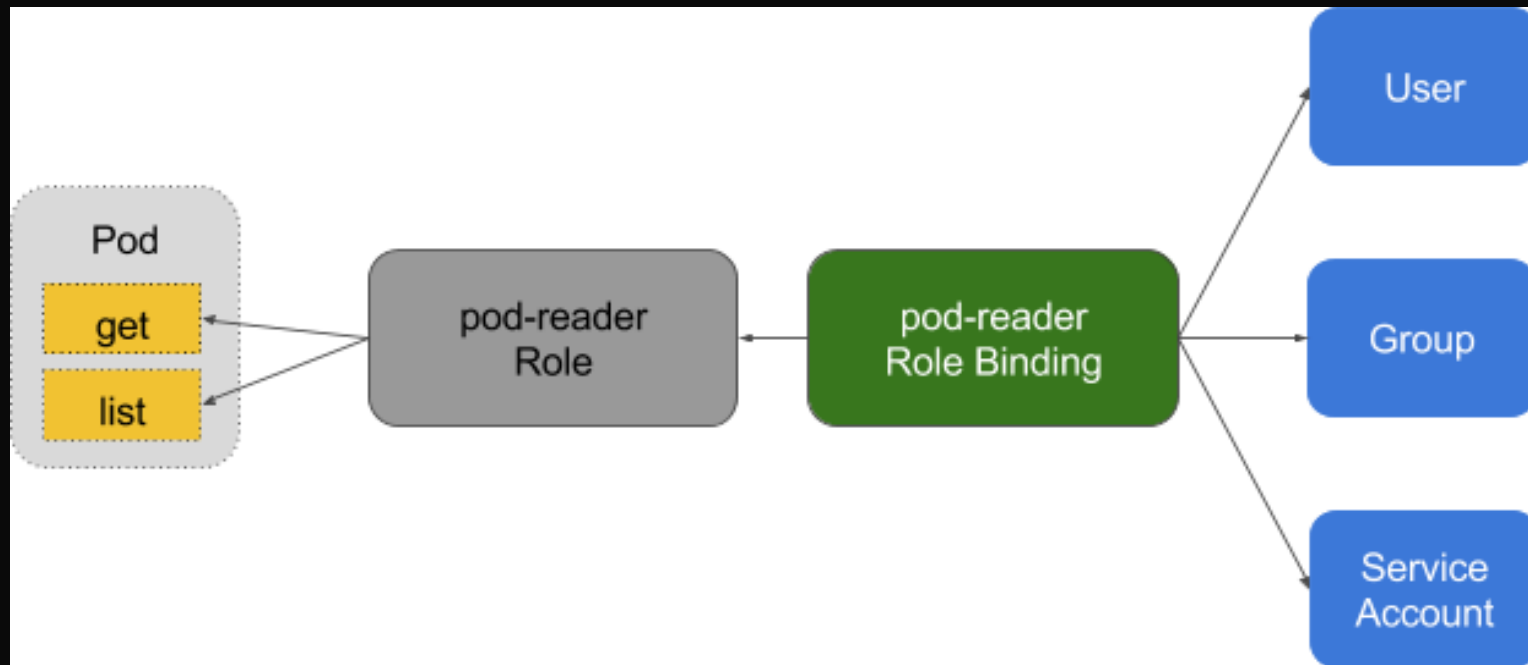 Pod
get
list
pod-reader
Role
pod-reader
Role Binding
User
Group
Service
Account